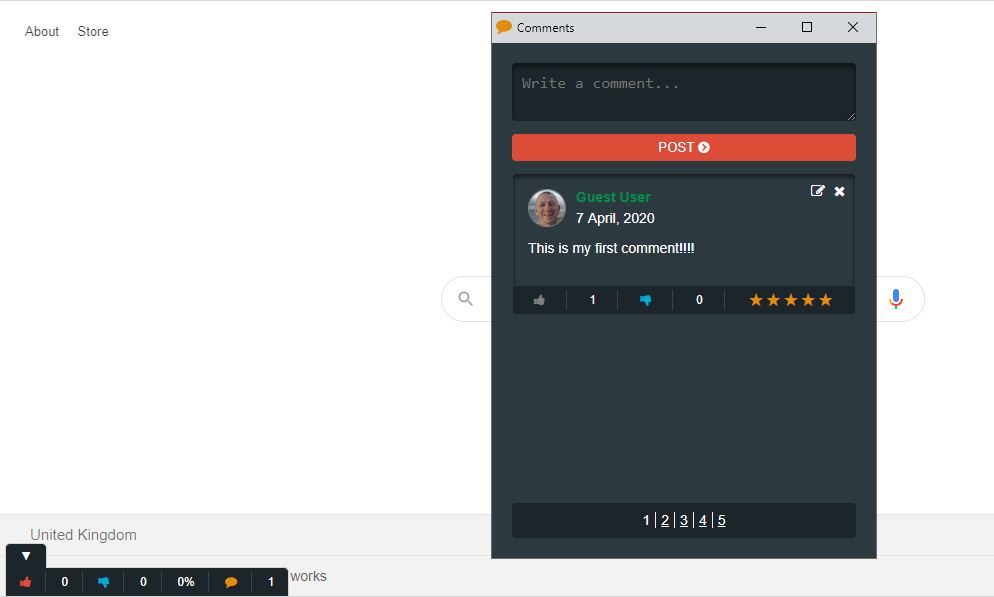 About Store
Comments
Write a comment...
POST
Guest User
7 April, 2020
This is my first comment!!!!
1 0
1 | 2 | 3 | 4 | 5
United Kingdom
works
0 0 0% 1